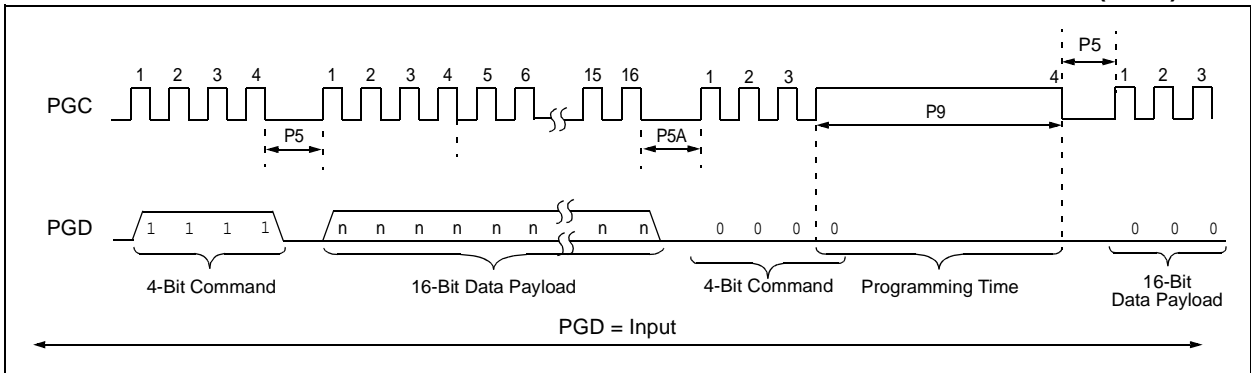 P5
1 2 3 4 1 2 3 4 5 6 15 16 1 2 3 4 1 2 3
PGC
P5 P5A P9
PGD 1 1 1 1 n n n n n n n n 0 0 0 0 0 0 0
4-Bit Command 16-Bit Data Payload 4-Bit Command Programming Time 16-Bit
Data Payload
PGD = Input